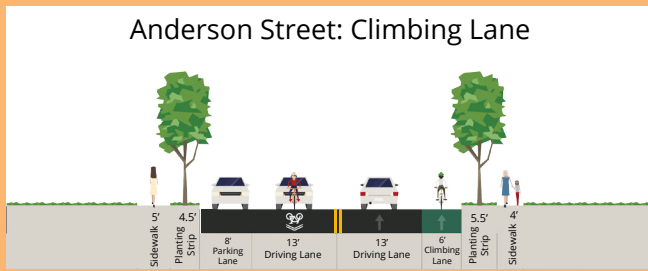 Anderson Street: Climbing Lane
Sidewalk 5'
Planting
Strip
4.5'
8'
Parking
Lane
13'
Driving Lane
13'
Driving Lane
6'
Climbing
Lane
5.5'
Planting
Strip
Sidewalk 4'